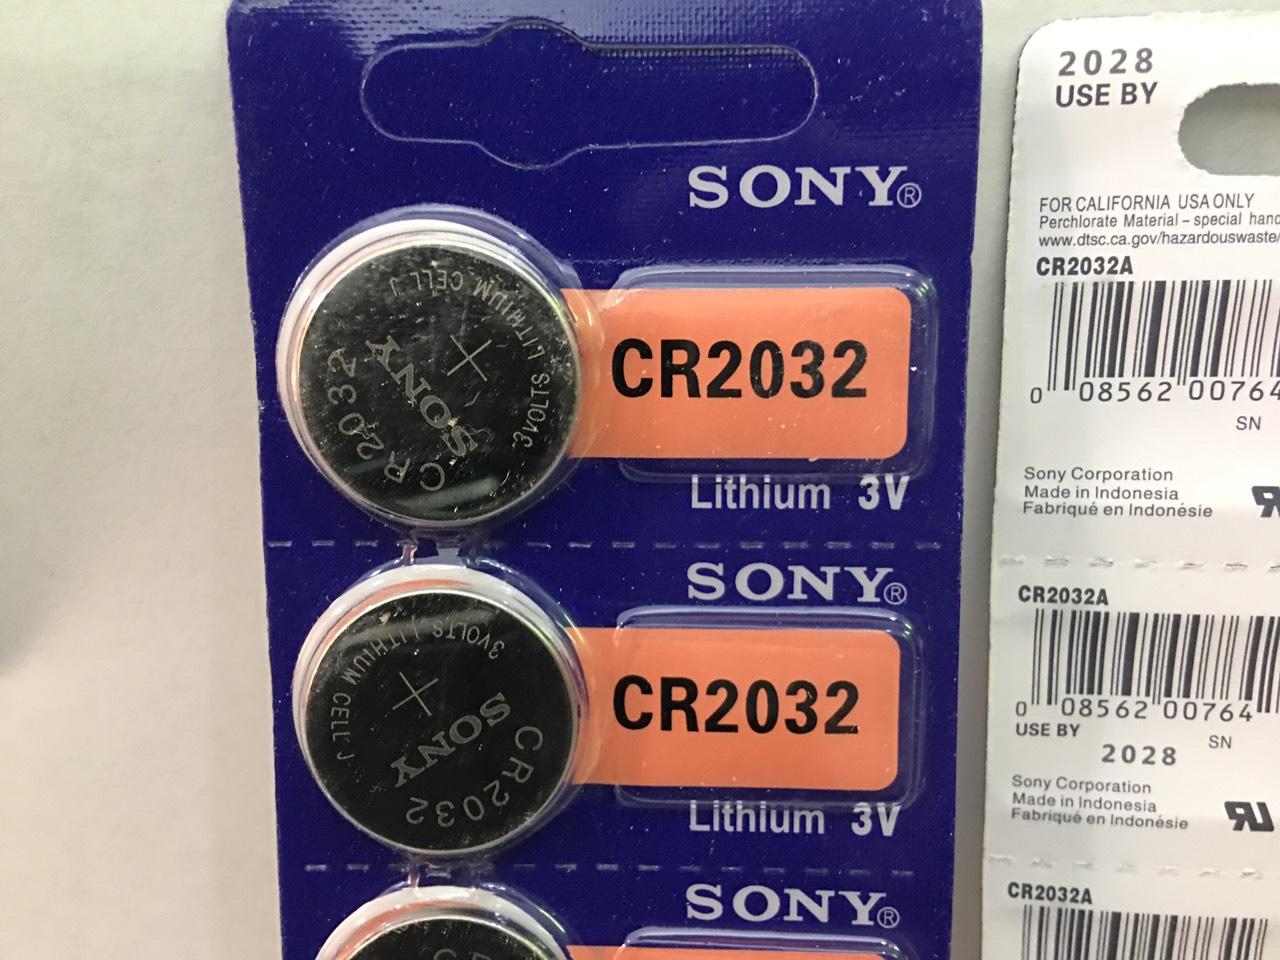 SONY®
CR2032
Lithium 3V
SONY
CR2032
3VOLTS LITHIUM CELL J
SONY®
CR2032
Lithium 3V
SONY
CR2032
3VOLTS LITHIUM CELL J
SONY®
2028
USE BY
FOR CALIFORNIA USA ONLY
Perchlorate Material – special
www.dtsc.ca.gov/hazardouswaste/
CR2032A
0 08562 00764
SN
Sony Corporation
Made in Indonesia
Fabriqué en Indonésie
CR2032A
0 08562 00764
USE BY
2028
SN
Sony Corporation
Made in Indonesia
Fabriqué en Indonésie
CR2032A